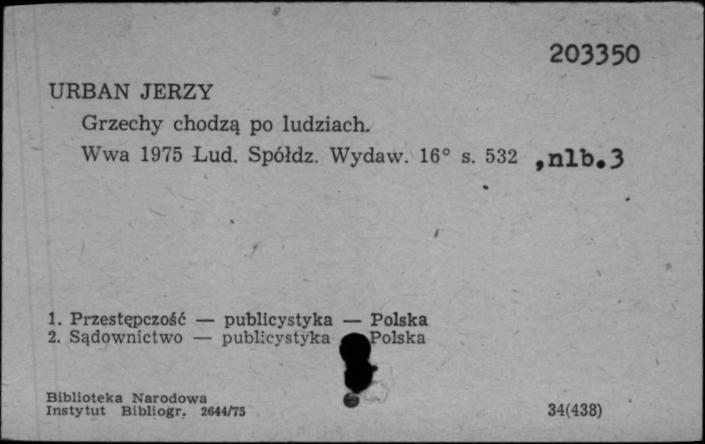 203350
URBAN JERZY
Grzechy chodzą po ludziach.
Wwa 1975 Lud. Spółdz. Wydaw. 16° s. 532 ,nlb.3
1. Przestępczość — publicystyka — Polska
2. Sądownictwo — publicystyka Polska
Biblioteka Narodowa
Instytut Bibliogr. 2644/75
34(438)